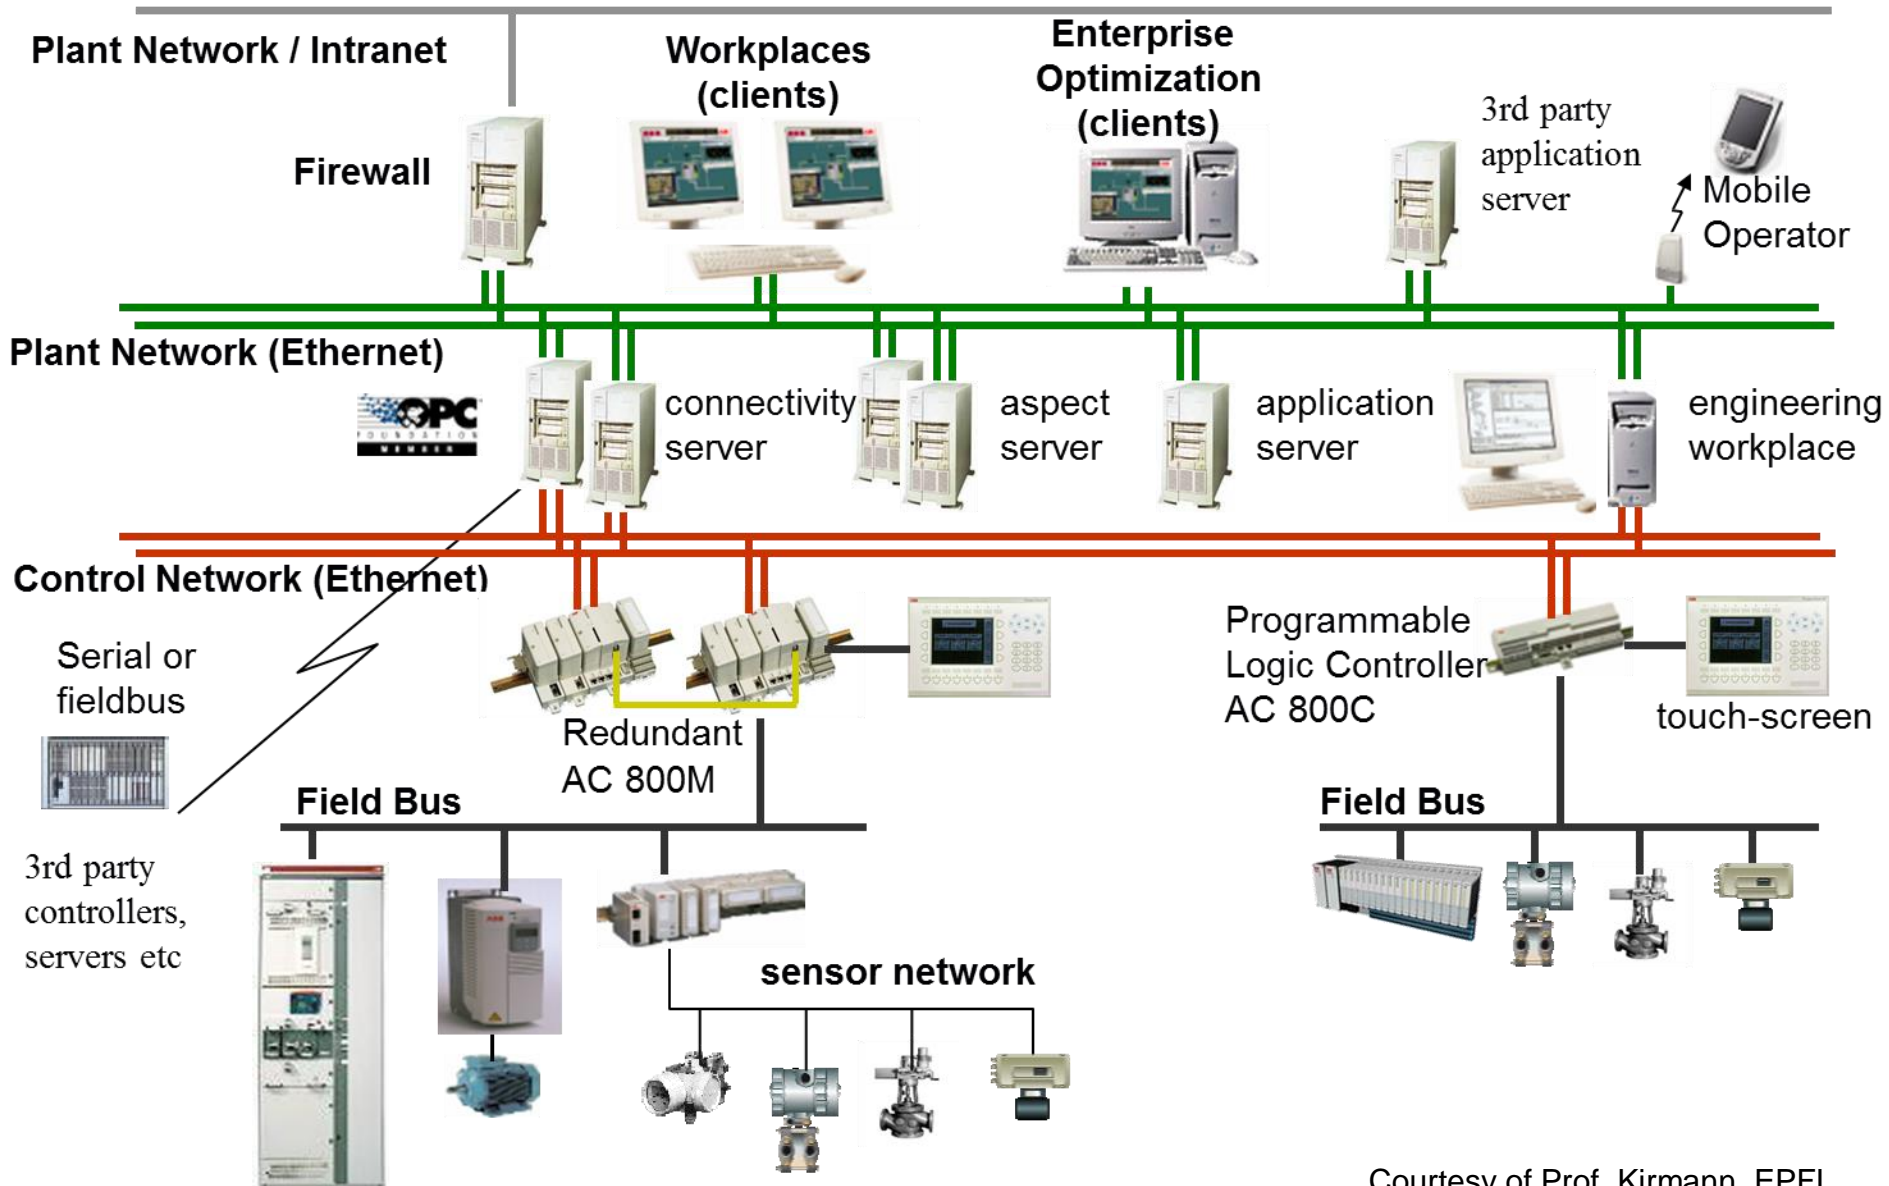 Plant Network / Intranet
Workplaces
(clients)
Enterprise
Optimization
(clients)
3rd party
application
server
Firewall
Mobile
Operator
Plant Network (Ethernet)
OPC
FOUNDATION
MEMBER
connectivity
server
aspect
server
application
server
engineering
workplace
Control Network (Ethernet)
Serial or
fieldbus
Redundant
AC 800M
Programmable
Logic Controller
AC 800C
touch-screen
Field Bus
Field Bus
3rd party
controllers,
servers etc
ABB
sensor network
Courtesy of Prof. Kirmann, EPFL